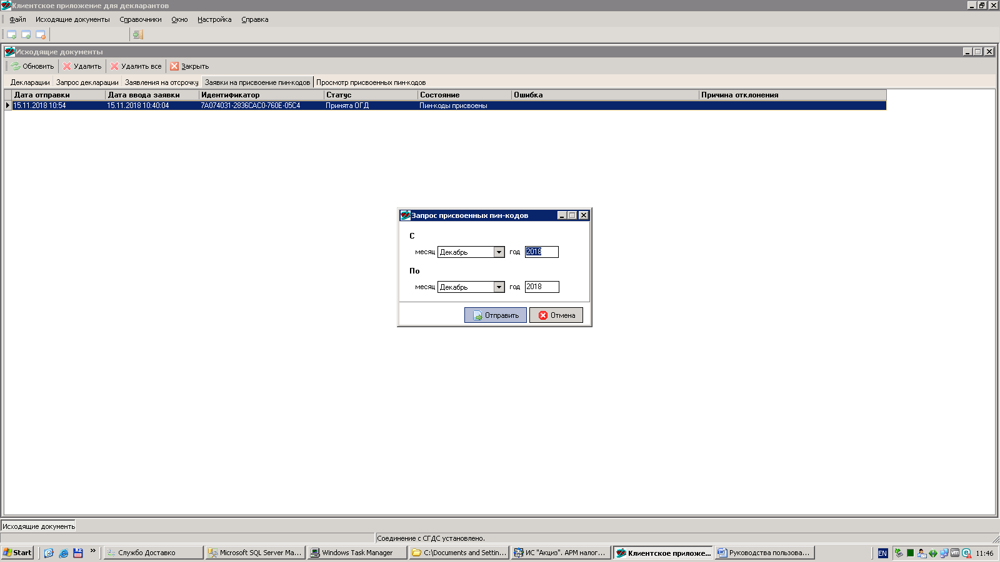 Клиентское приложение для декларантов
Файл Исходящие документы Справочники Окно Настройка Справка
Исходящие документы
Обновить Удалить Удалить все Закрыть
Декларации Запрос декларации Заявления на отсрочку Заявки на присвоение пин-кодов Просмотр присвоенных пин-кодов
Дата отправки Дата ввода заявки Идентификатор Статус Состояние Ошибка Причина отклонения
15.11.2018 10:54 15.11.2018 10:40:04 7A074031-2836CAC0-760E-05C4 Принята ОГД Пин-коды присвоены
Запрос присвоенных пин-кодов
С
месяц Декабрь год 2018
По
месяц Декабрь год 2018
Отправить Отмена
Исходящие документь
Соединение с СГДС установлено.
Start » Службо Доставко Microsoft SQL Server Ma... Windows Task Manager C:\Documents and Settin... ИС "Акциз". АРМ налог... Клиентское приложе... Руководства пользова... EN 11:46